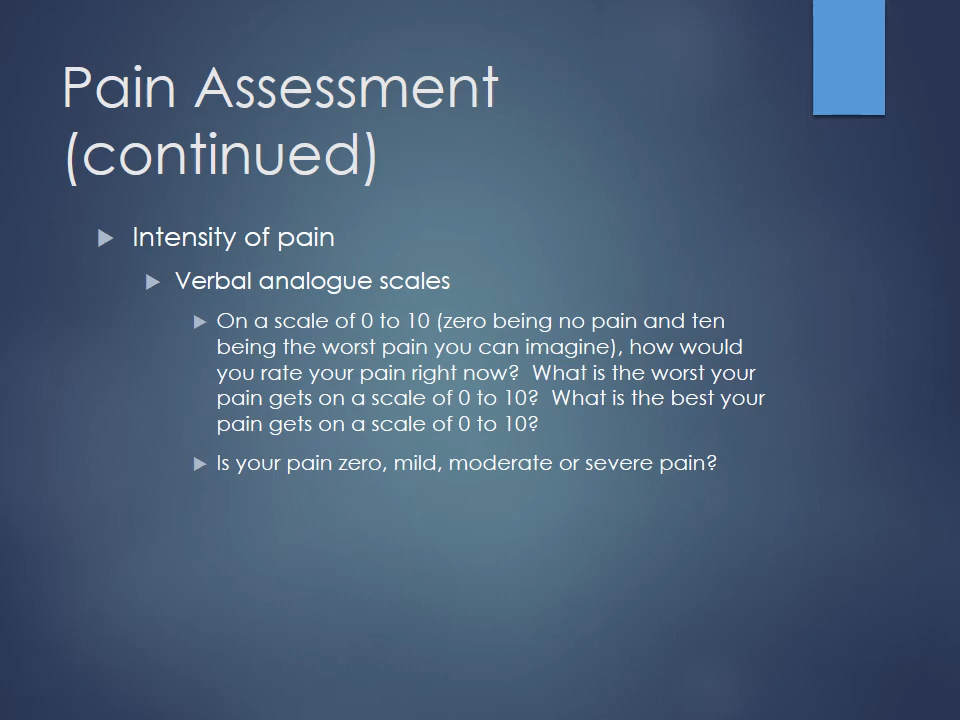 Pain Assessment
(continued)
Intensity of pain
Verbal analogue scales
On a scale of 0 to 10 (zero being no pain and ten
being the worst pain you can imagine), how would
you rate your pain right now?  What is the worst your
pain gets on a scale of 0 to 10?  What is the best your
pain gets on a scale of 0 to 10?
Is your pain zero, mild, moderate or severe pain?